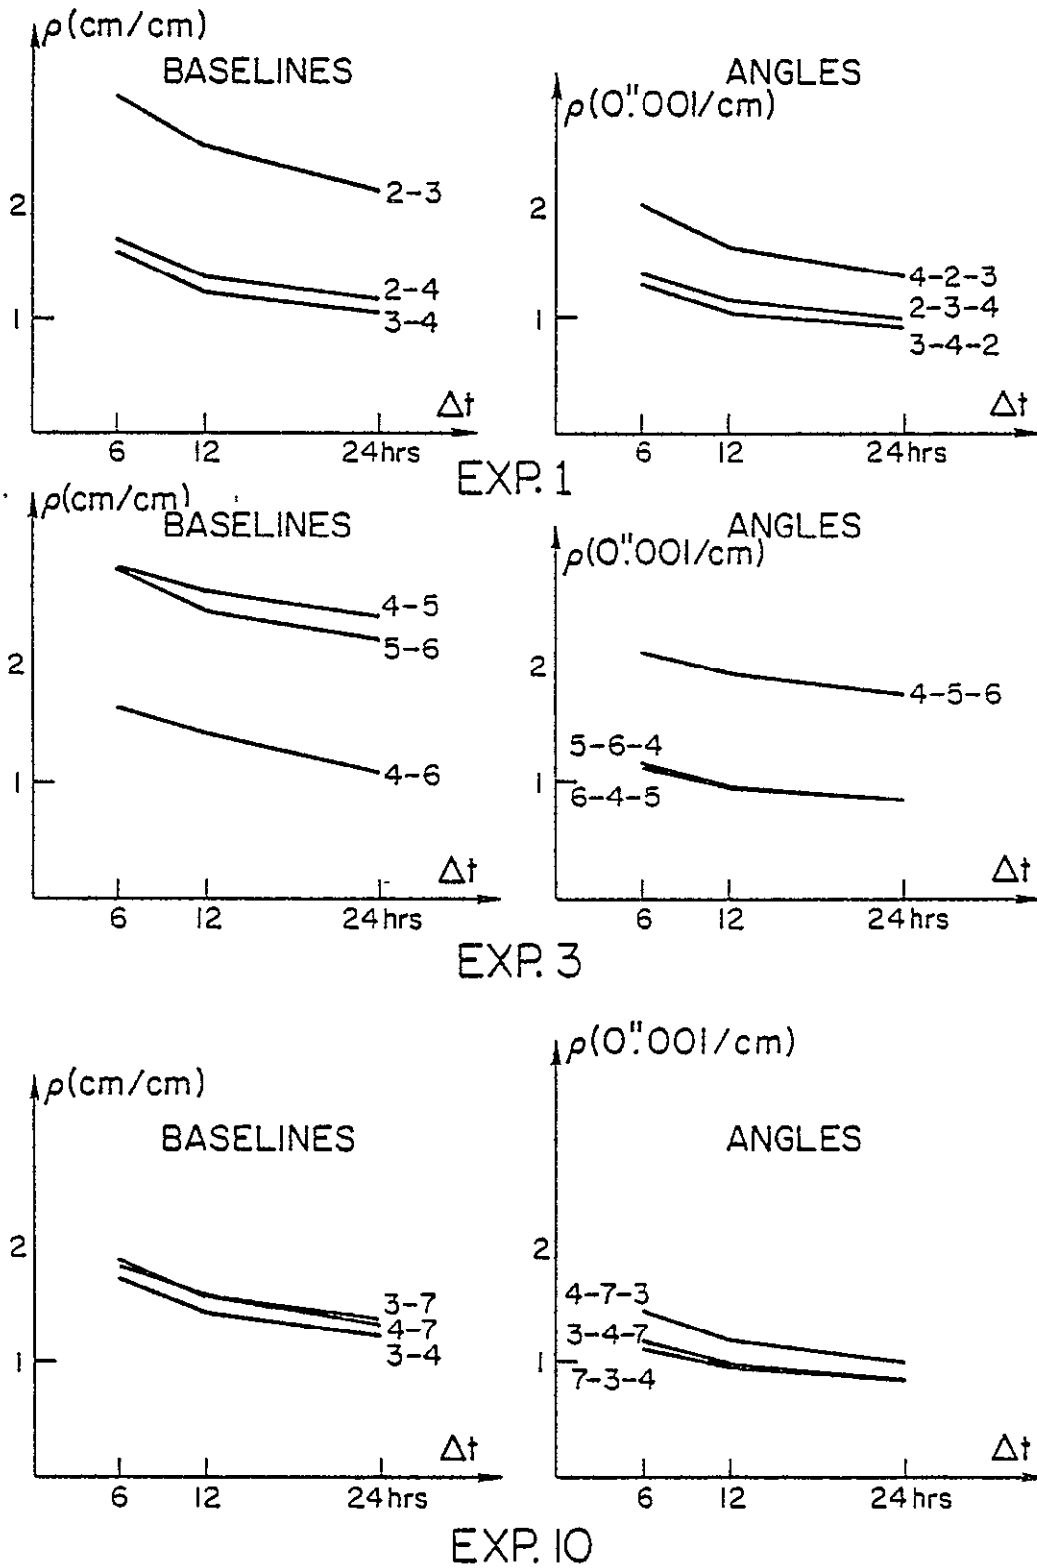 ρ(cm/cm)
BASELINES
2
1
2-3
2-4
3-4
Δt
6 12 24hrs
ANGLES
ρ(0".001/cm)
2
1
4-2-3
2-3-4
3-4-2
Δt
6 12 24hrs
EXP. 1
ρ(cm/cm)
BASELINES
2
1
4-5
5-6
4-6
Δt
6 12 24hrs
ANGLES
ρ(0".001/cm)
2
1
4-5-6
5-6-4
6-4-5
Δt
6 12 24hrs
EXP. 3
ρ(cm/cm)
BASELINES
2
1
3-7
4-7
3-4
Δt
6 12 24hrs
ρ(0".001/cm)
ANGLES
2
1
4-7-3
3-4-7
7-3-4
Δt
6 12 24hrs
EXP. 10